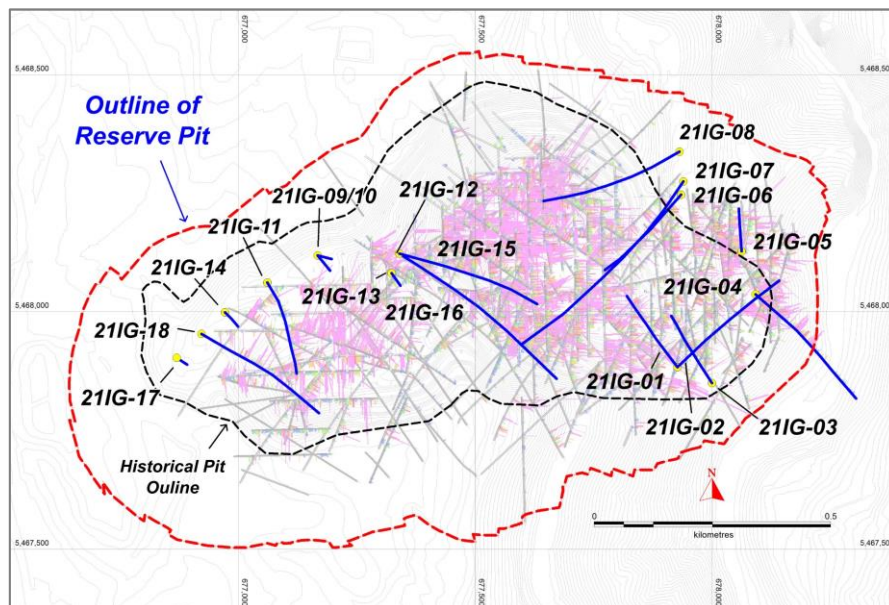 677,000
677,500
678,000
5,468,500
5,468,500
Outline of
Reserve Pit
21IG-08
21IG-07
21IG-06
21IG-09/10
21IG-12
21IG-11
21IG-15
21IG-05
21IG-14
21IG-13
21IG-04
5,468,000
5,468,000
21IG-16
21IG-18
21IG-01
21IG-17
21IG-02
21IG-03
Historical Pit
Ouline
N
0
0.5
kilometres
5,467,500
5,467,500
677,000
677,500
678,000